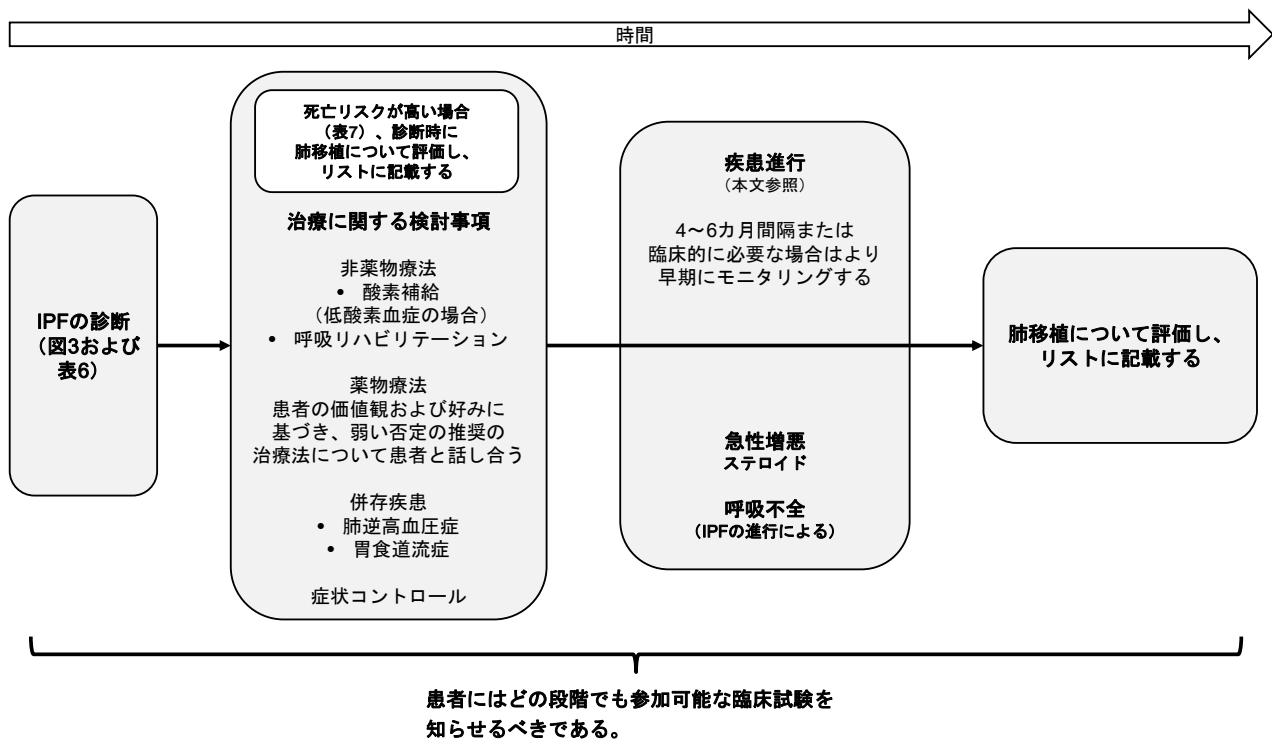 時間
IPFの診断
（図3および
表6）
死亡リスクが高い場合
（表7）、診断時に
肺移植について評価し、
リストに記載する
治療に関する検討事項
非薬物療法
• 酸素補給
（低酸素血症の場合）
• 呼吸リハビリテーション
薬物療法
患者の価値観および好みに
基づき、弱い否定の推奨の
治療法について患者と話し合う
併存疾患
• 肺逆高血圧症
• 胃食道流症
症状コントロール
疾患進行
（本文参照）
4～6カ月間隔または
臨床的に必要な場合はより
早期にモニタリングする
急性増悪
ステロイド
呼吸不全
（IPFの進行による）
肺移植について評価し、
リストに記載する
患者にはどの段階でも参加可能な臨床試験を
知らせるべきである。